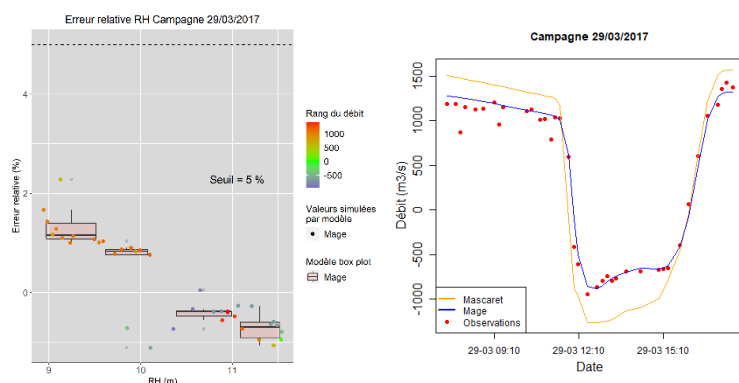 Erreur relative RH Campagne 29/03/2017
Erreur relative (%)
4
2
0
Seuil = 5 %
9
10
11
RH (m)
Rang du débit
1000
500
0
-500
Valeurs simulées
par modèle
Mage
Modèle box plot
Mage
Campagne 29/03/2017
Débit (m3/s)
1500
1000
500
0
-500
-1000
Mascaret
Mage
Observations
29-03 09:10
29-03 12:10
29-03 15:10
Date